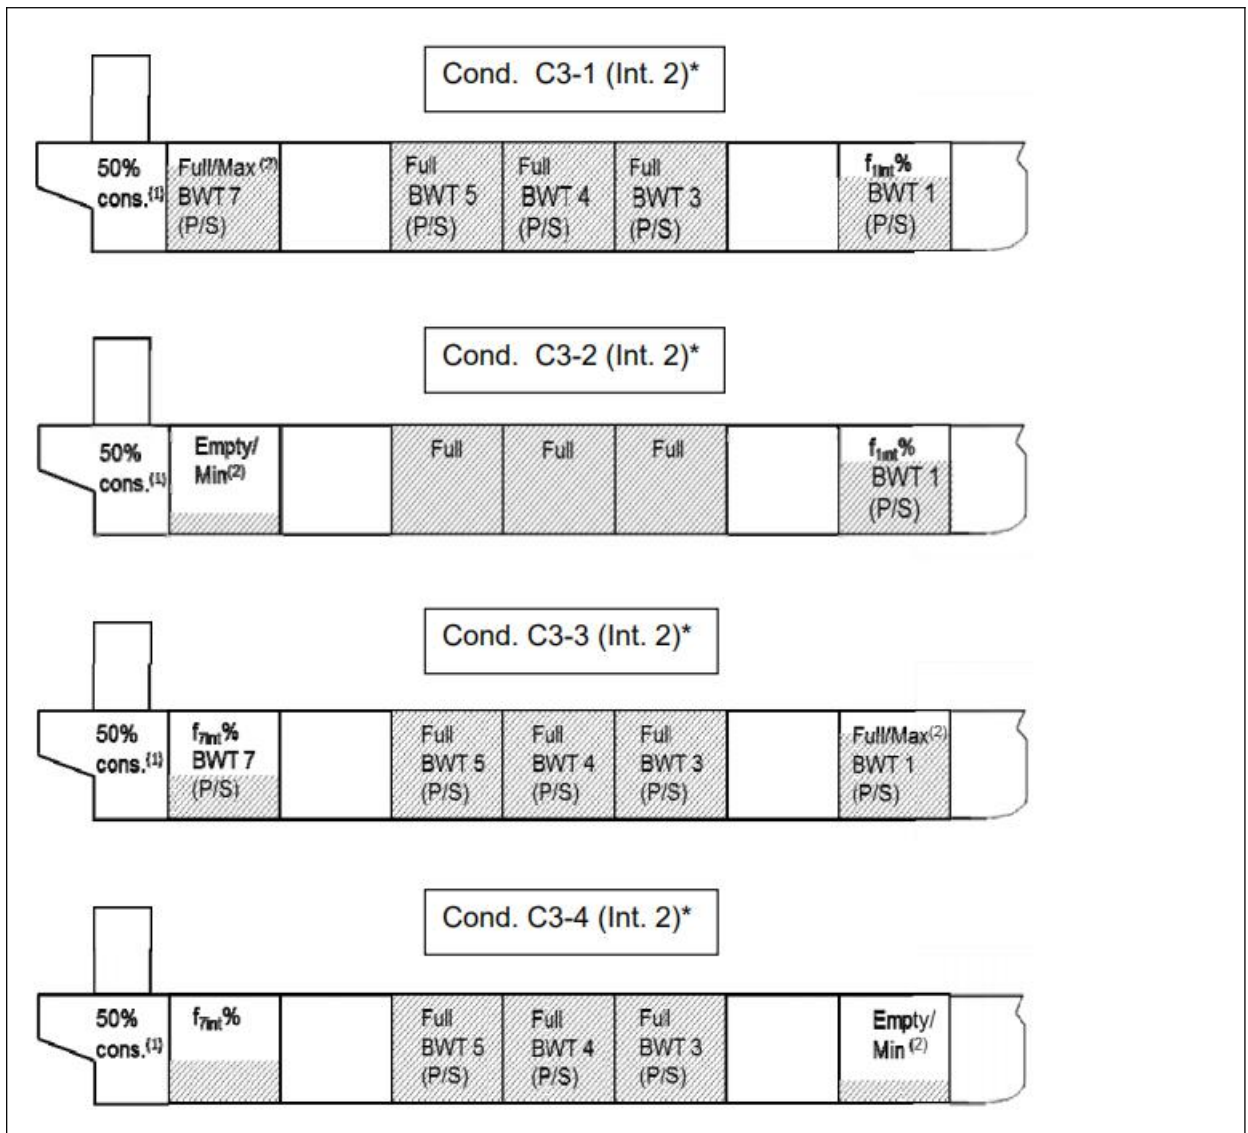 Cond. C3-1 (Int. 2)*
50%
cons.(1)
Full/Max (2)
BWT 7
(P/S)
Full
BWT 5
(P/S)
Full
BWT 4
(P/S)
Full
BWT 3
(P/S)
f1int%
BWT 1
(P/S)
Cond. C3-2 (Int. 2)*
50%
cons.(1)
Empty/
Min(2)
Full
Full
Full
f1int%
BWT 1
(P/S)
Cond. C3-3 (Int. 2)*
50%
cons.(1)
f7int%
BWT 7
(P/S)
Full
BWT 5
(P/S)
Full
BWT 4
(P/S)
Full
BWT 3
(P/S)
Full/Max(2)
BWT 1
(P/S)
Cond. C3-4 (Int. 2)*
50%
cons.(1)
f7int%
Full
BWT 5
(P/S)
Full
BWT 4
(P/S)
Full
BWT 3
(P/S)
Empty/
Min (2)